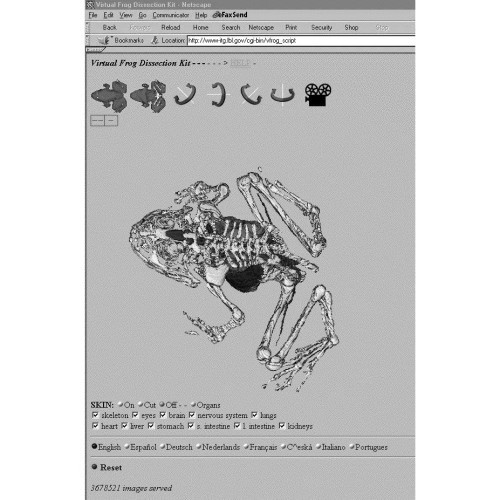 Virtual Frog Dissection Kit - Netscape
File Edit View Go Communicator Help @FaxSend
Back Reload Home Search Netscape Print Security Shop Stop
Bookmarks Location: http://www-itg.lbl.gov/cgi-bin/vfrog_script
Virtual Frog Dissection Kit - - - - - - > HELP -
SKIN: On Cut Off - - Organs
skeleton eyes brain nervous system lungs
heart liver stomach s. intestine l. intestine kidneys
English Español Deutsch Nederlands Français C^eská Italiano Portugues
Reset
3678521 images served